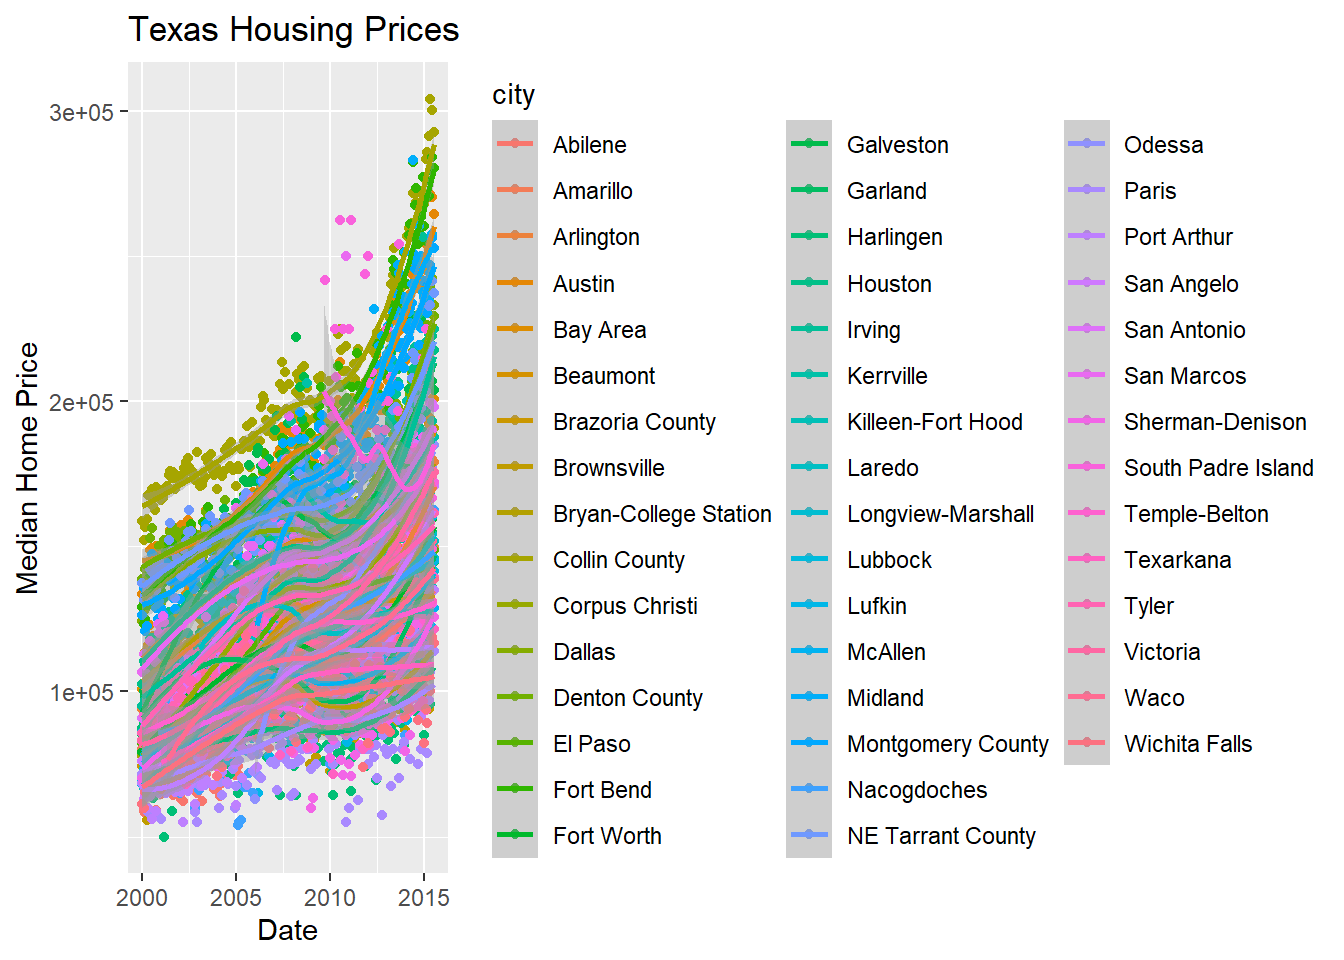 Texas Housing Prices
Median Home Price
3e+05
2e+05
1e+05
2000
2005
2010
2015
Date
city
Abilene
Amarillo
Arlington
Austin
Bay Area
Beaumont
Brazoria County
Brownsville
Bryan-College Station
Collin County
Corpus Christi
Dallas
Denton County
El Paso
Fort Bend
Fort Worth
Galveston
Garland
Harlingen
Houston
Irving
Kerrville
Killeen-Fort Hood
Laredo
Longview-Marshall
Lubbock
Lufkin
McAllen
Midland
Montgomery County
Nacogdoches
NE Tarrant County
Odessa
Paris
Port Arthur
San Angelo
San Antonio
San Marcos
Sherman-Denison
South Padre Island
Temple-Belton
Texarkana
Tyler
Victoria
Waco
Wichita Falls